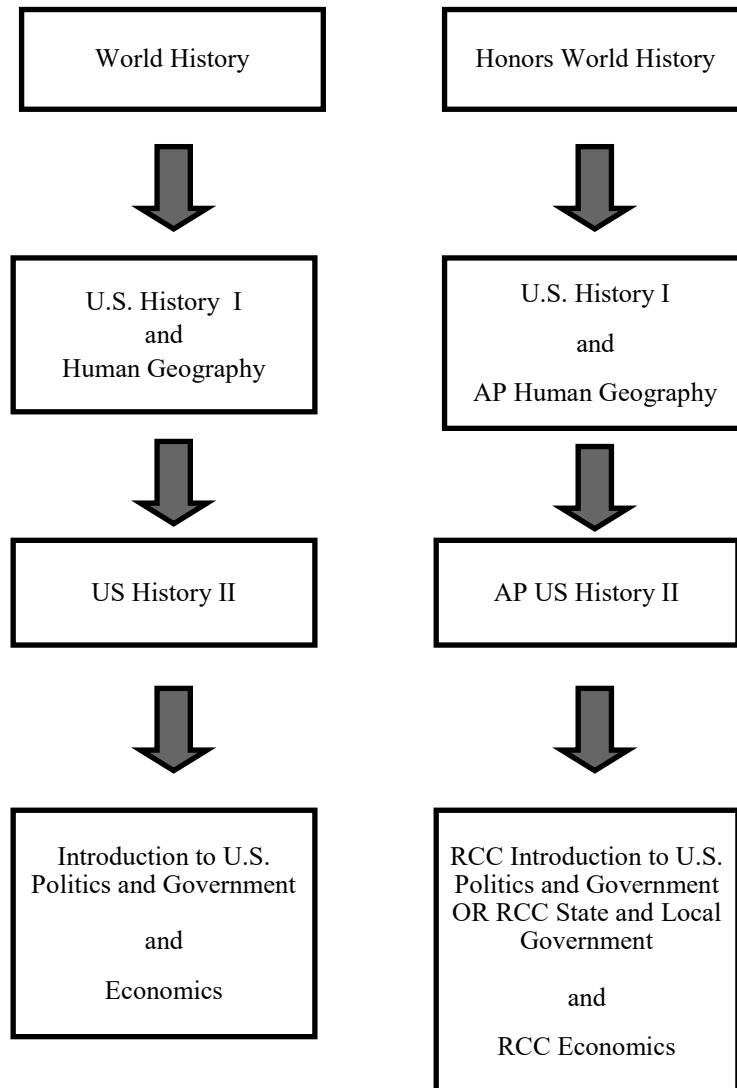 World History
Honors World History
U.S. History I
and
Human Geography
U.S. History I
and
AP Human Geography
US History II
AP US History II
Introduction to U.S.
Politics and Government
and
Economics
RCC Introduction to U.S.
Politics and Government
OR RCC State and Local
Government
and
RCC Economics